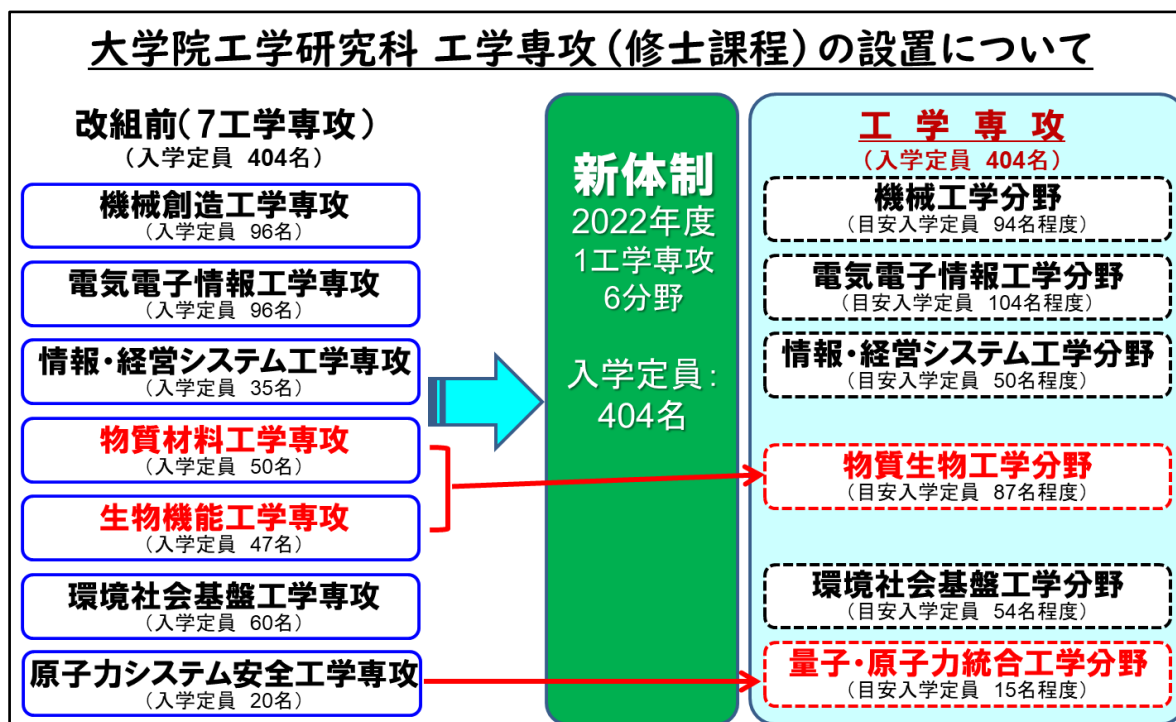 大学院工学研究科 工学専攻(修士課程)の設置について
改組前(7工学専攻)
(入学定員 404名)
機械創造工学専攻
(入学定員 96名)
電気電子情報工学専攻
(入学定員 96名)
情報・経営システム工学専攻
(入学定員 35名)
物質材料工学専攻
(入学定員 50名)
生物機能工学専攻
(入学定員 47名)
環境社会基盤工学専攻
(入学定員 60名)
原子力システム安全工学専攻
(入学定員 20名)
新体制
2022年度
1工学専攻
6分野
入学定員:
404名
工学専攻
(入学定員 404名)
機械工学分野
(目安入学定員 94名程度)
電気電子情報工学分野
(目安入学定員 104名程度)
情報・経営システム工学分野
(目安入学定員 50名程度)
物質生物工学分野
(目安入学定員 87名程度)
環境社会基盤工学分野
(目安入学定員 54名程度)
量子・原子力統合工学分野
(目安入学定員 15名程度)